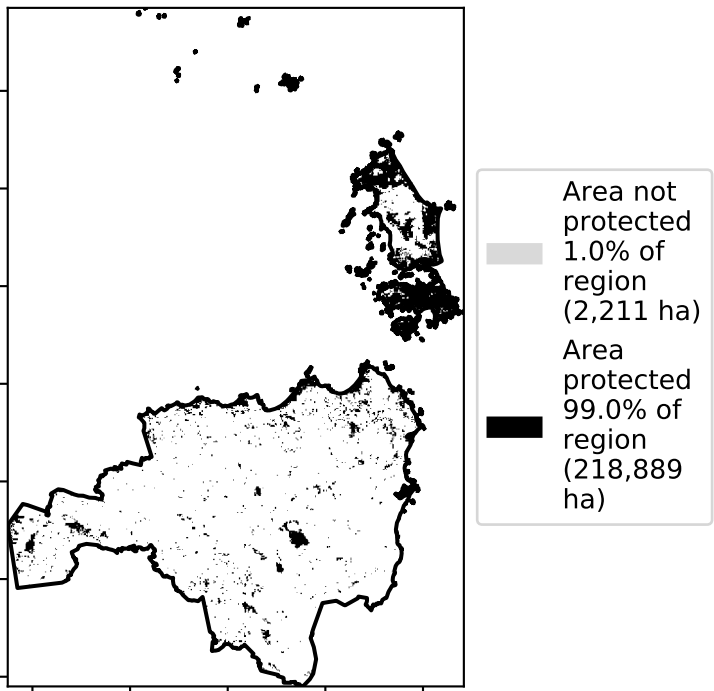 Area not
protected
1.0% of
region
(2,211 ha)
Area
protected
99.0% of
region
(218,889
ha)